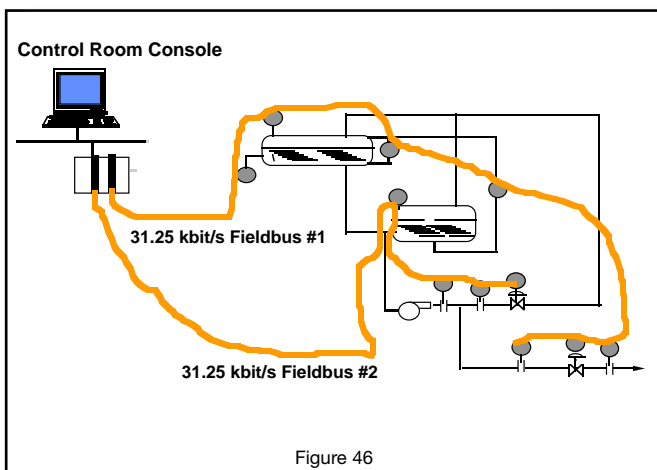 Control Room Console
31.25 kbit/s Fieldbus #1
31.25 kbit/s Fieldbus #2
Figure 46